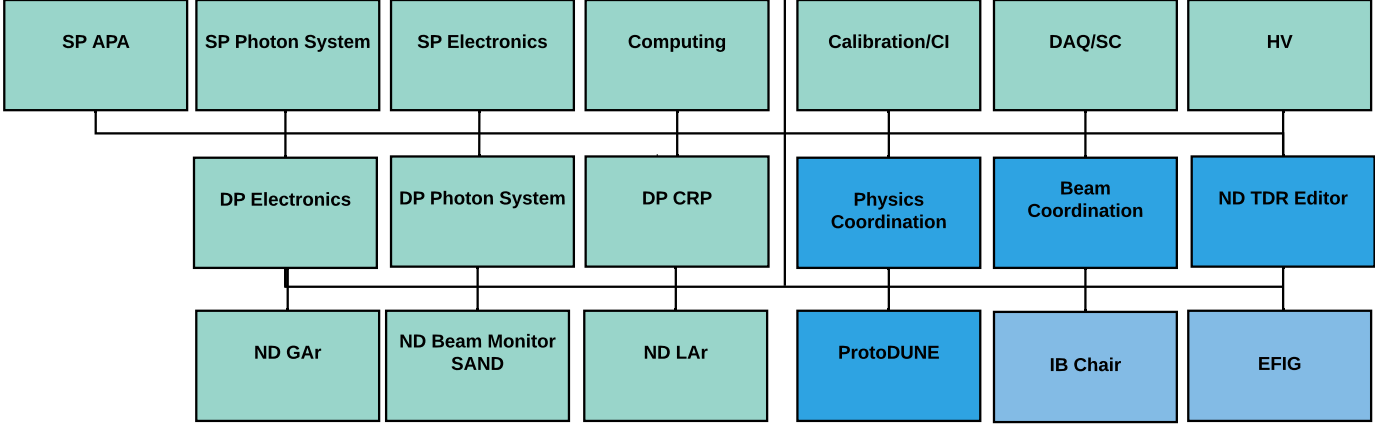 SP APA
SP Photon System
SP Electronics
Computing
Calibration/CI
DAQ/SC
HV
DP Electronics
DP Photon System
DP CRP
Physics
Coordination
Beam
Coordination
ND TDR Editor
ND GAr
ND Beam Monitor
SAND
ND LAr
ProtoDUNE
IB Chair
EFIG